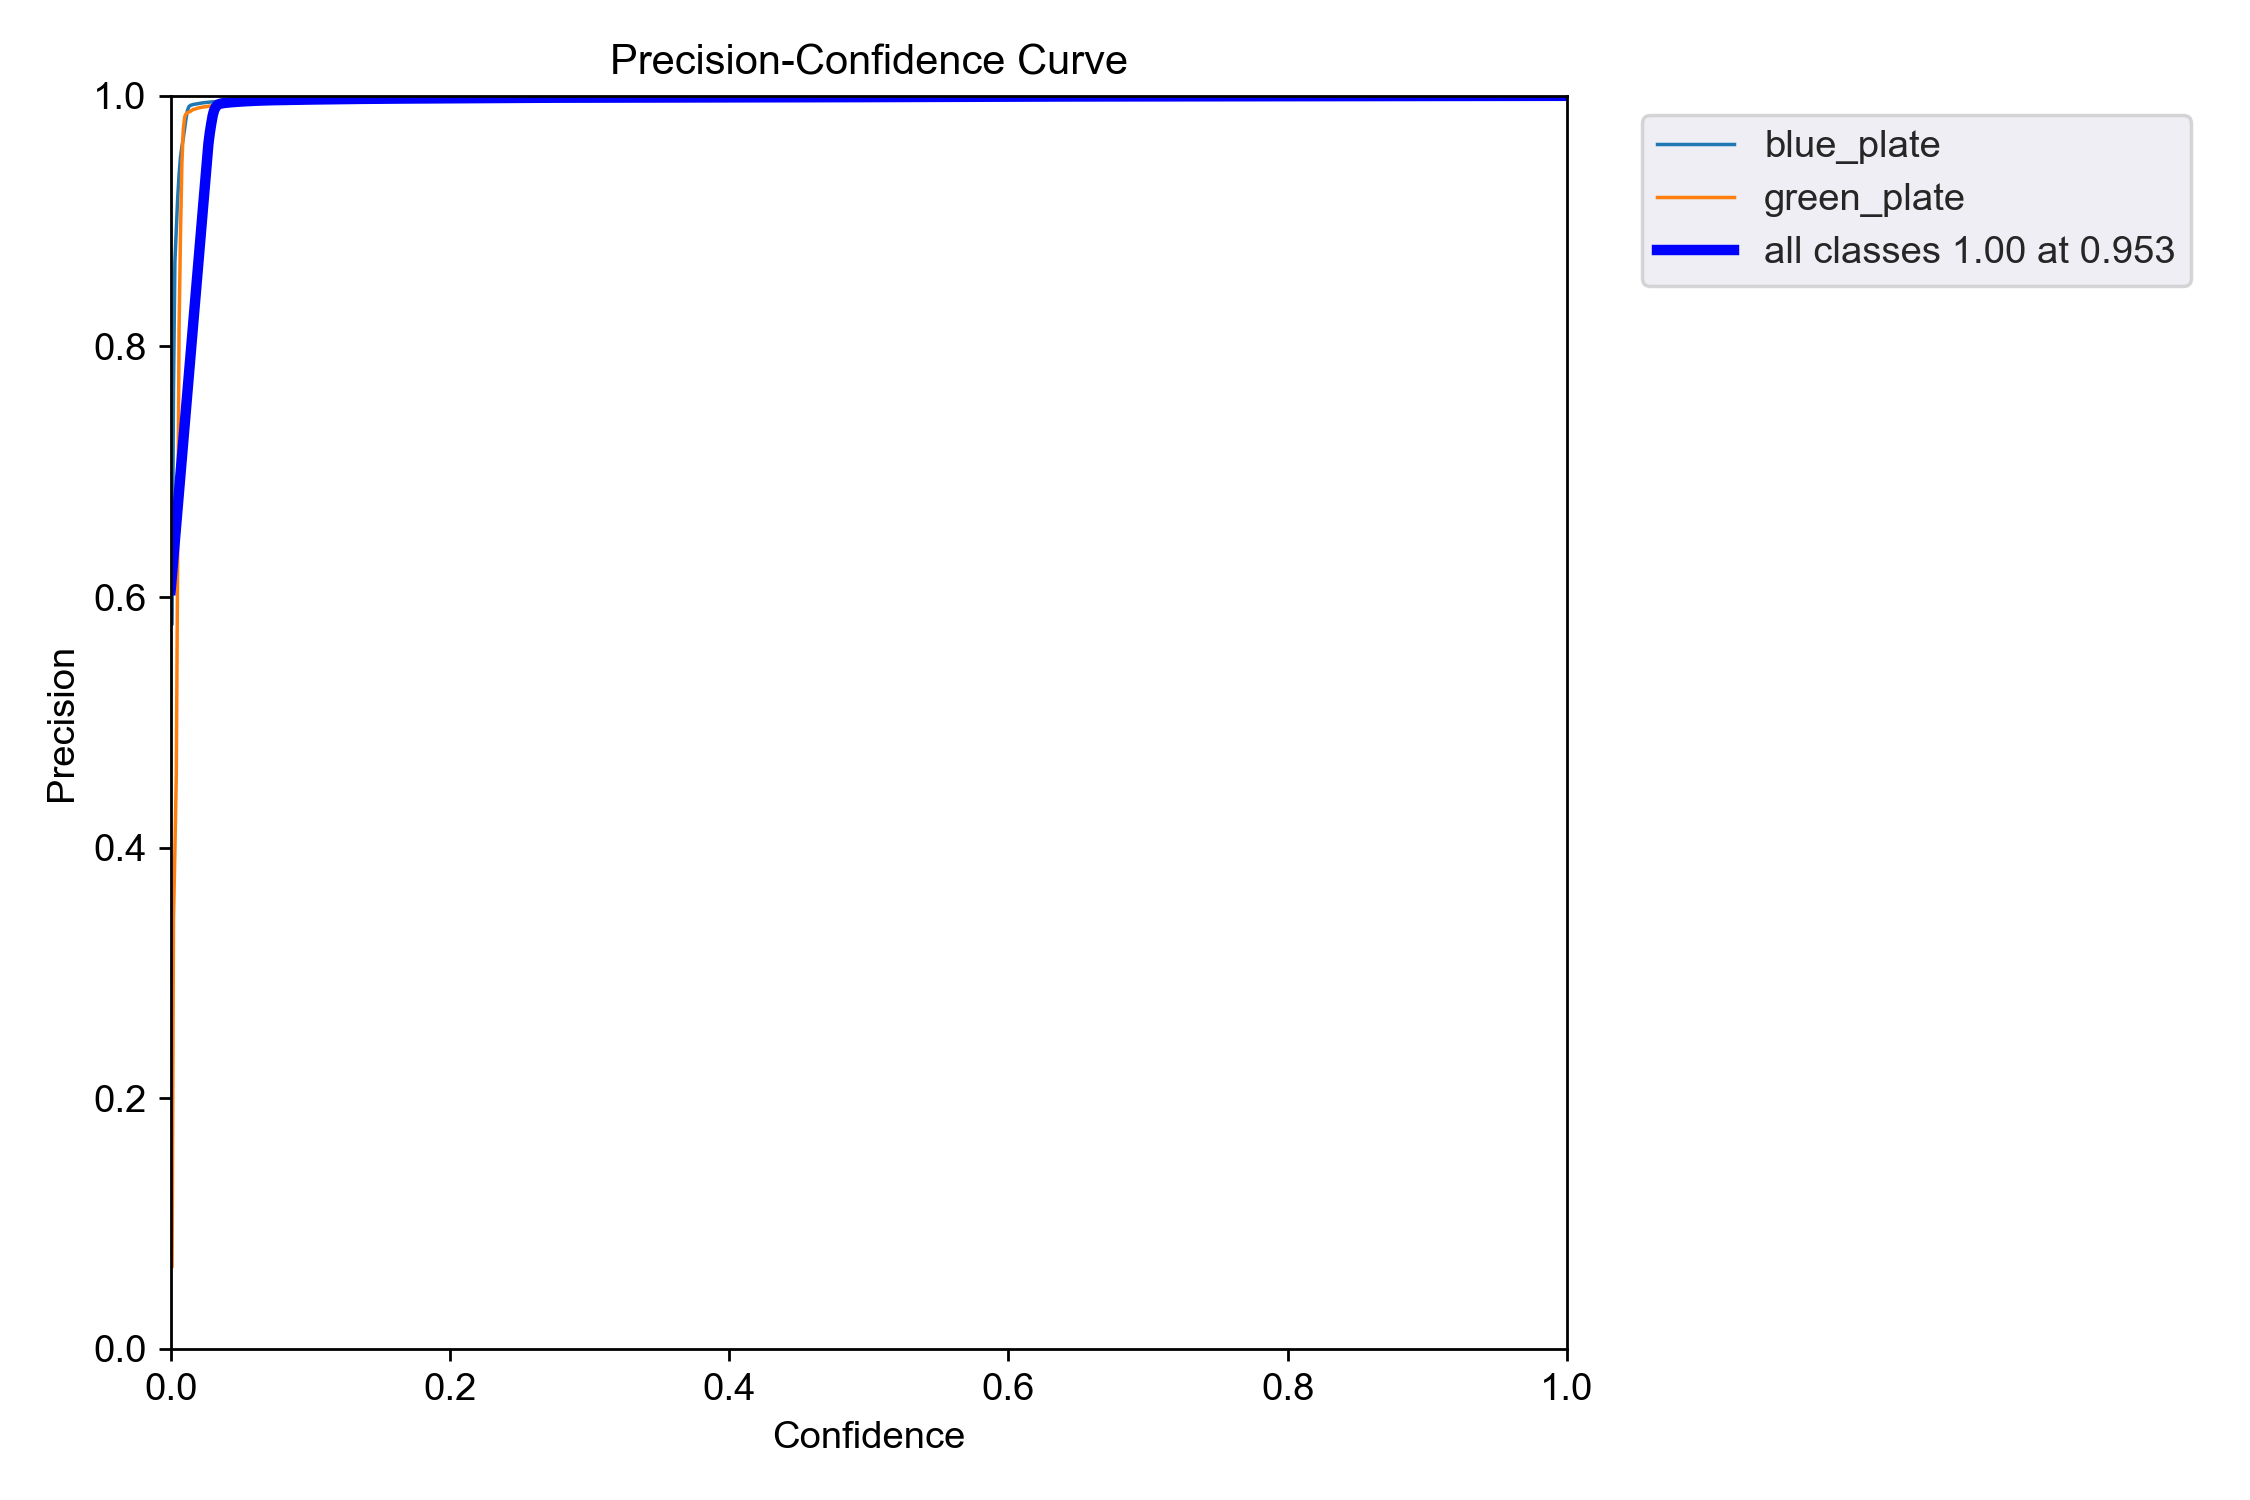 Precision-Confidence Curve
1.0
0.8
0.6
0.4
0.2
0.0
Precision
0.0 0.2 0.4 0.6 0.8 1.0
Confidence
blue_plate
green_plate
all classes 1.00 at 0.953